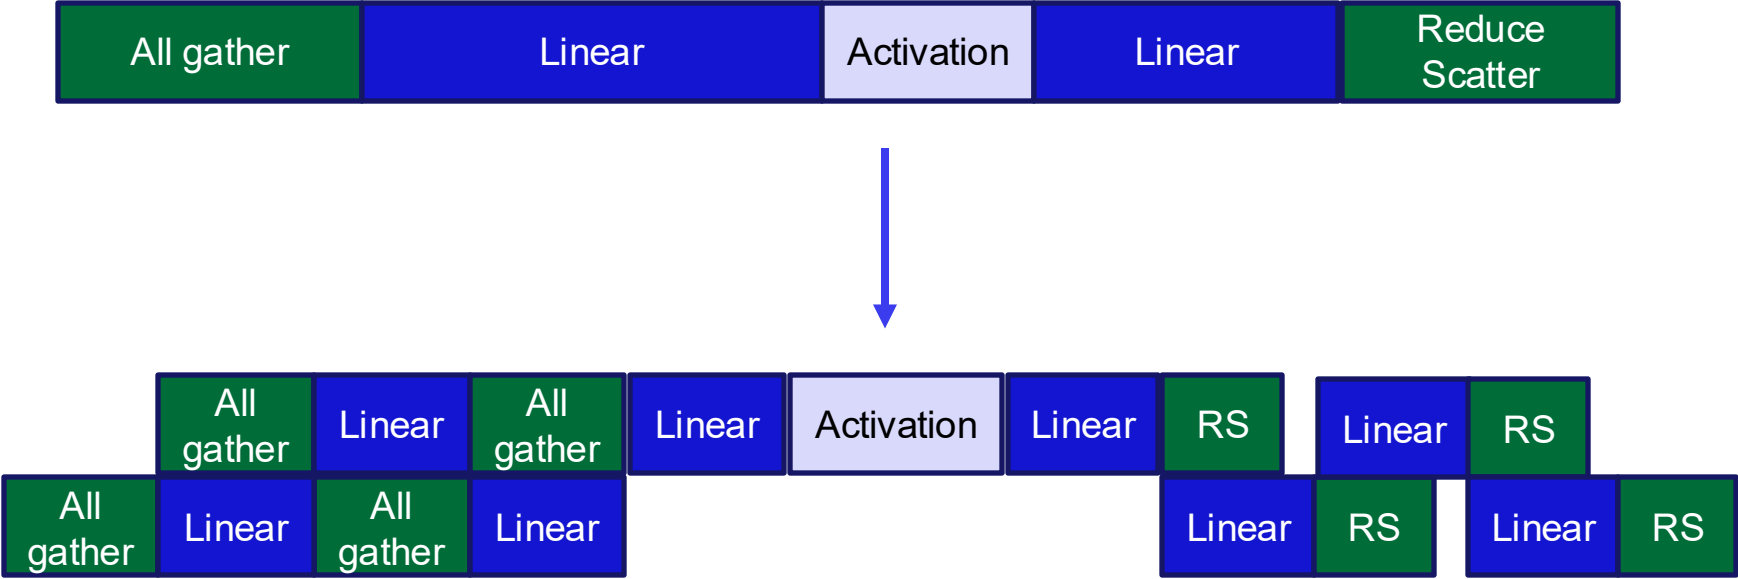 All gather
Linear
Activation
Linear
Reduce
Scatter
All
gather
Linear
All
gather
Linear
Activation
Linear
RS
Linear
RS
All
gather
Linear
All
gather
Linear
Linear
RS
Linear
RS